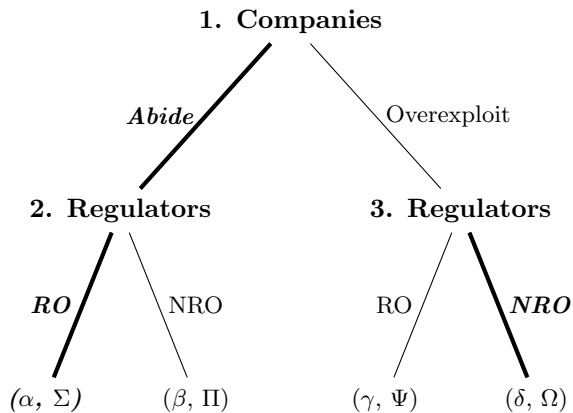 1. Companies
Abide
Overexploit
2. Regulators
3. Regulators
RO
NRO
RO
NRO
(α, Σ)
(β, Π)
(γ, Ψ)
(δ, Ω)